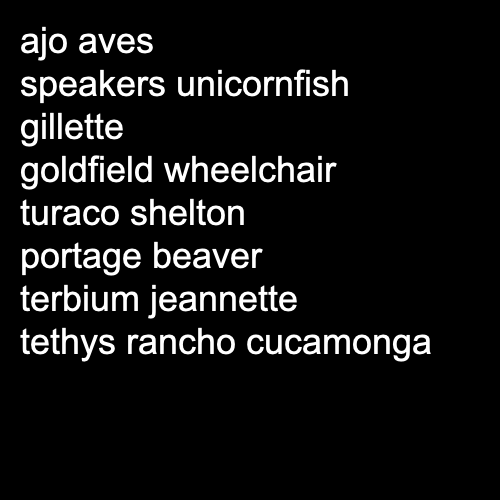 ajo aves
speakers unicornfish
gillette
goldfield wheelchair
turaco shelton
portage beaver
terbium jeannette
tethys rancho cucamonga